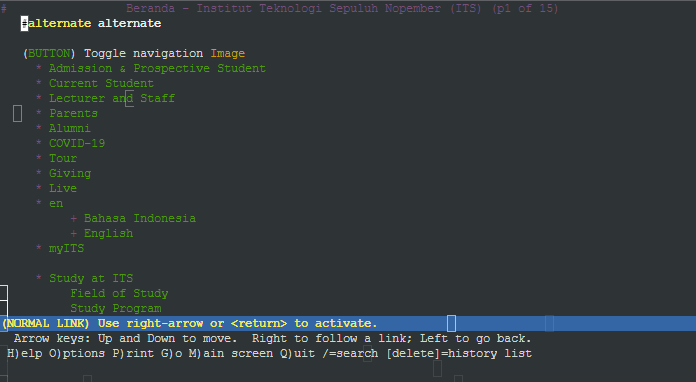 # Beranda - Institut Teknologi Sepuluh Nopember (ITS) (p1 of 15)
#alternate alternate
(BUTTON) Toggle navigation Image
* Admission & Prospective Student
* Current Student
* Lecturer and Staff
* Parents
* Alumni
* COVID-19
* Tour
* Giving
* Live
* en
+ Bahasa Indonesia
+ English
* myITS
* Study at ITS
Field of Study
Study Program
(NORMAL LINK) Use right-arrow or <return> to activate.
Arrow keys: Up and Down to move. Right to follow a link; Left to go back.
H)elp O)ptions P)rint G)o M)ain screen Q)uit /=search [delete]=history list